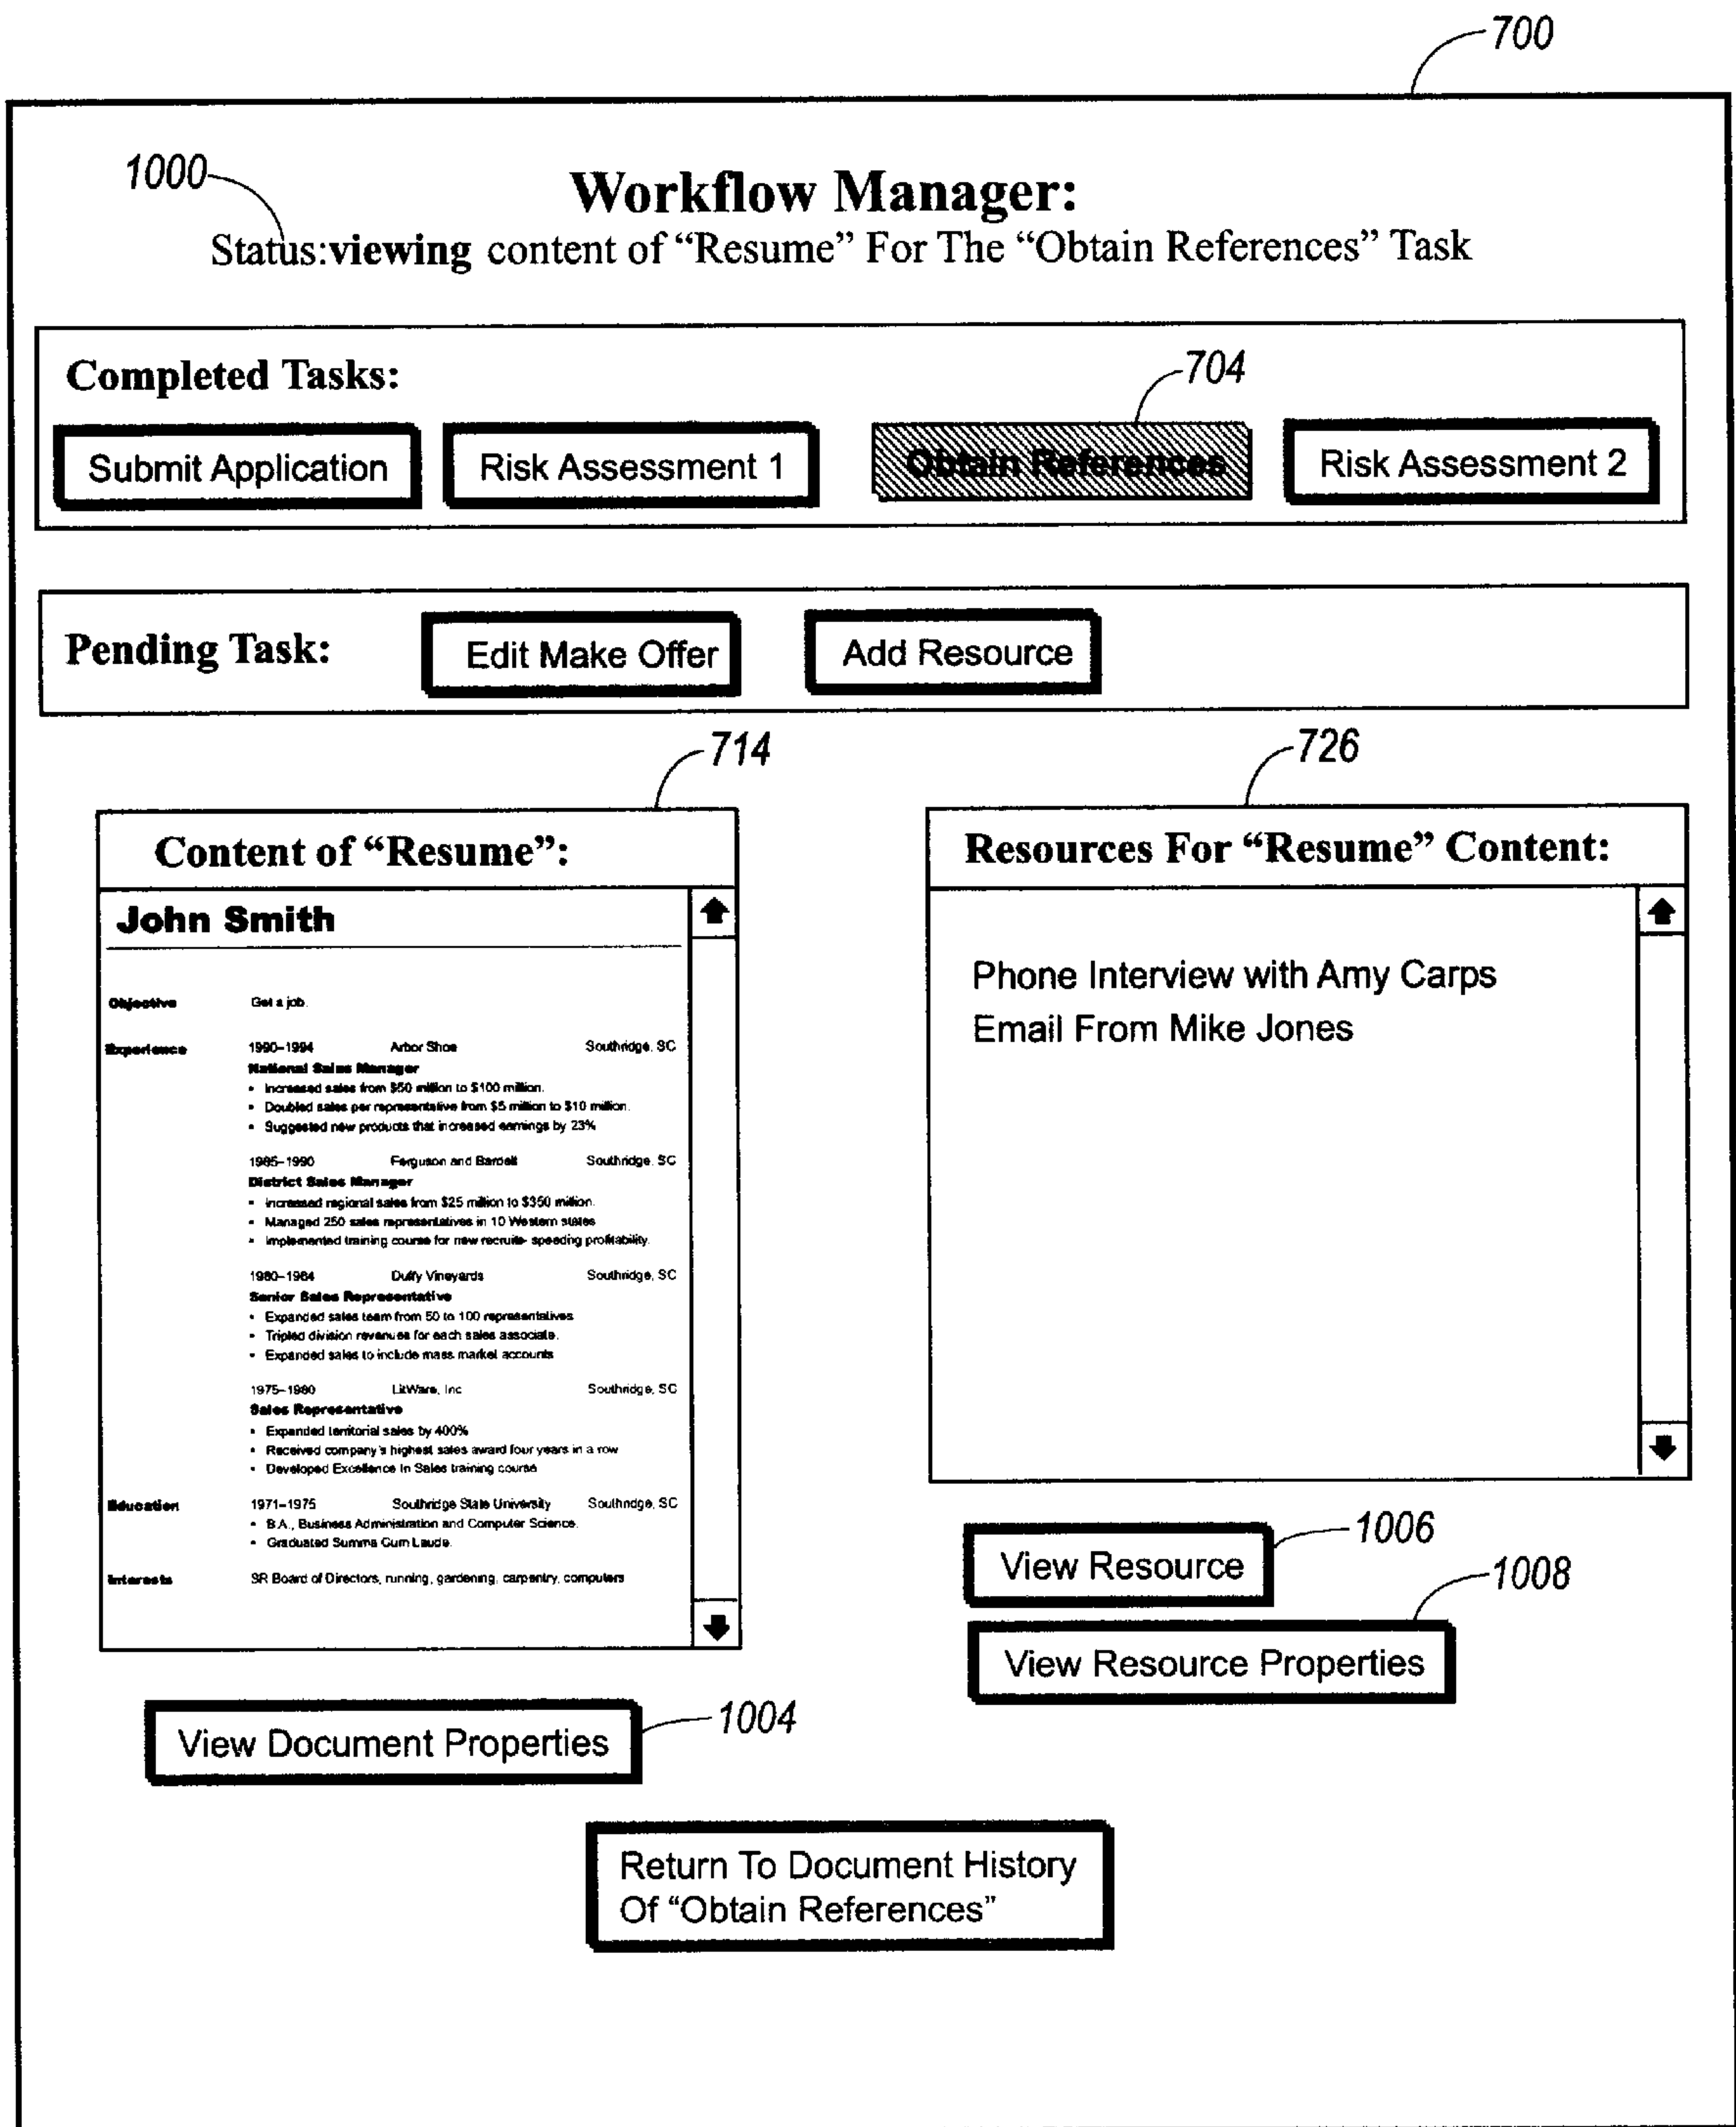 700
1000
Workflow Manager:
Status:viewing content of “Resume” For The “Obtain References” Task
Completed Tasks:
704
Submit Application Risk Assessment 1 Obtain References Risk Assessment 2
Pending Task: Edit Make Offer Add Resource
714
726
Content of “Resume”:
John Smith
Objective Get a job.
Experience 1990–1994 Arbor Shoe Southridge, SC
National Sales Manager
• Increased sales from $50 million to $100 million.
• Doubled sales per representative from $5 million to $10 million.
• Suggested new products that increased earnings by 23%
1985–1990 Ferguson and Bardell Southridge, SC
District Sales Manager
• Increased regional sales from $25 million to $350 million.
• Managed 250 sales representatives in 10 Western states
• Implemented training course for new recruits- speeding profitability.
1980–1984 Duffy Vineyards Southridge, SC
Senior Sales Representative
• Expanded sales team from 50 to 100 representatives
• Tripled division revenues for each sales associate.
• Expanded sales to include mass market accounts
1975–1980 LitWare, Inc Southridge, SC
Sales Representative
• Expanded territorial sales by 400%
• Received company's highest sales award four years in a row
• Developed Excellence In Sales training course
Education 1971–1975 Southridge State University Southridge, SC
• B.A., Business Administration and Computer Science.
• Graduated Summa Cum Laude.
Interests SR Board of Directors, running, gardening, carpentry, computers
Resources For “Resume” Content:
Phone Interview with Amy Carps
Email From Mike Jones
1006
View Resource
1008
View Resource Properties
1004
View Document Properties
Return To Document History
Of “Obtain References”